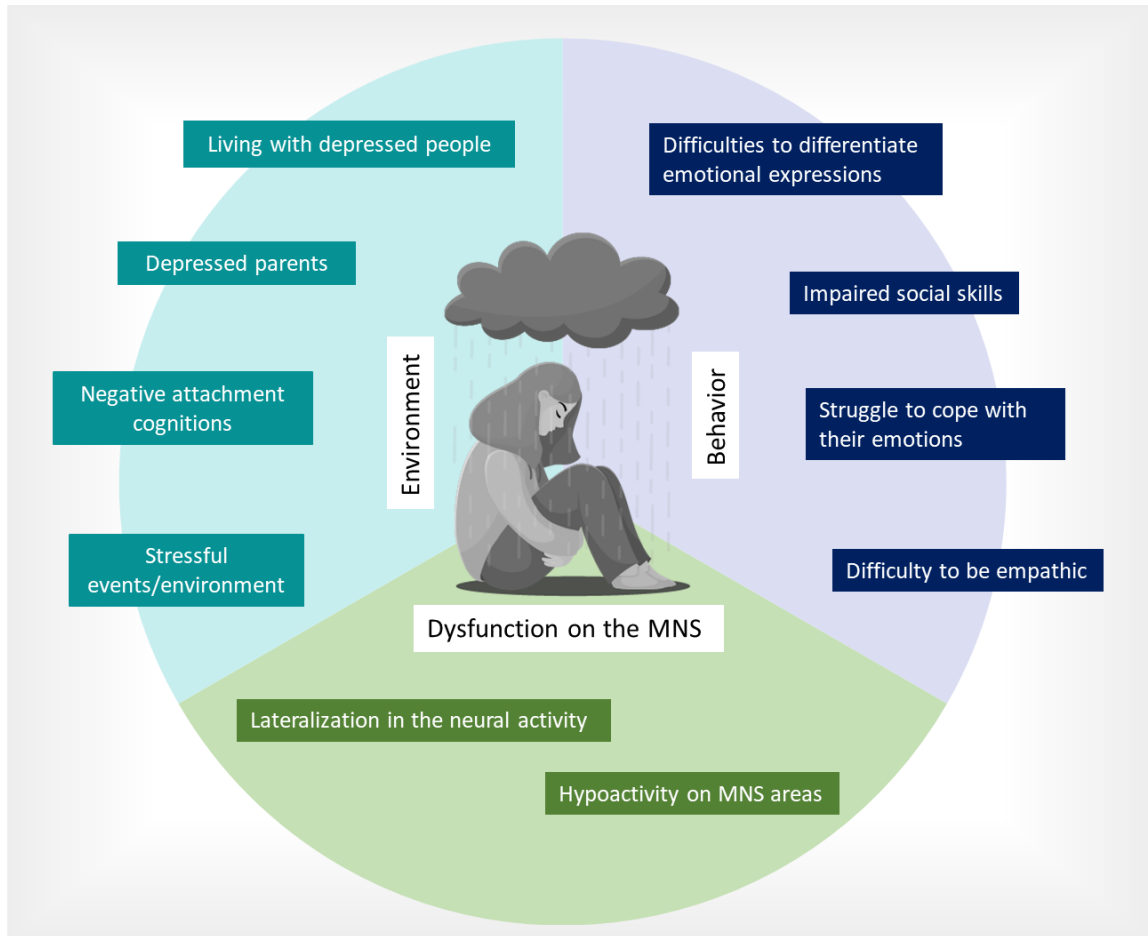 Living with depressed people
Depressed parents
Negative attachment
cognitions
Stressful
events/environment
Environment
Difficulties to differentiate
emotional expressions
Impaired social skills
Struggle to cope with
their emotions
Difficulty to be empathic
Behavior
Dysfunction on the MNS
Lateralization in the neural activity
Hypoactivity on MNS areas